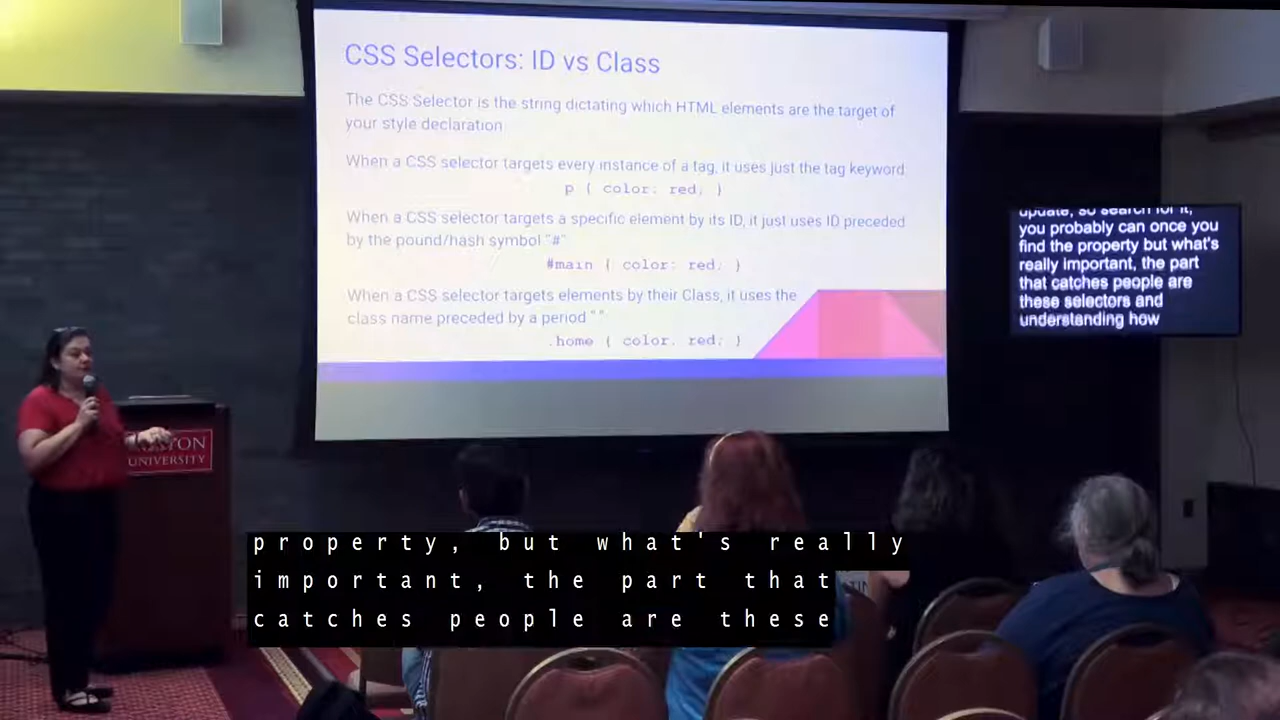 CSS Selectors: ID vs Class
The CSS Selector is the string dictating which HTML elements are the target of
your style declaration.
When a CSS selector targets every instance of a tag, it uses just the tag keyword.
p { color: red; }
When a CSS selector targets a specific element by its ID, it just uses ID preceded
by the pound/hash symbol "#"
#main { color: red; }
When a CSS selector targets elements by their Class, it uses the
class name preceded by a period "."
.home { color: red; }
update, so search for it,
you probably can once you
find the property but what's
really important, the part
that catches people are
these selectors and
understanding how
UNIVERSITY
property, but what's really
important, the part that
catches people are these